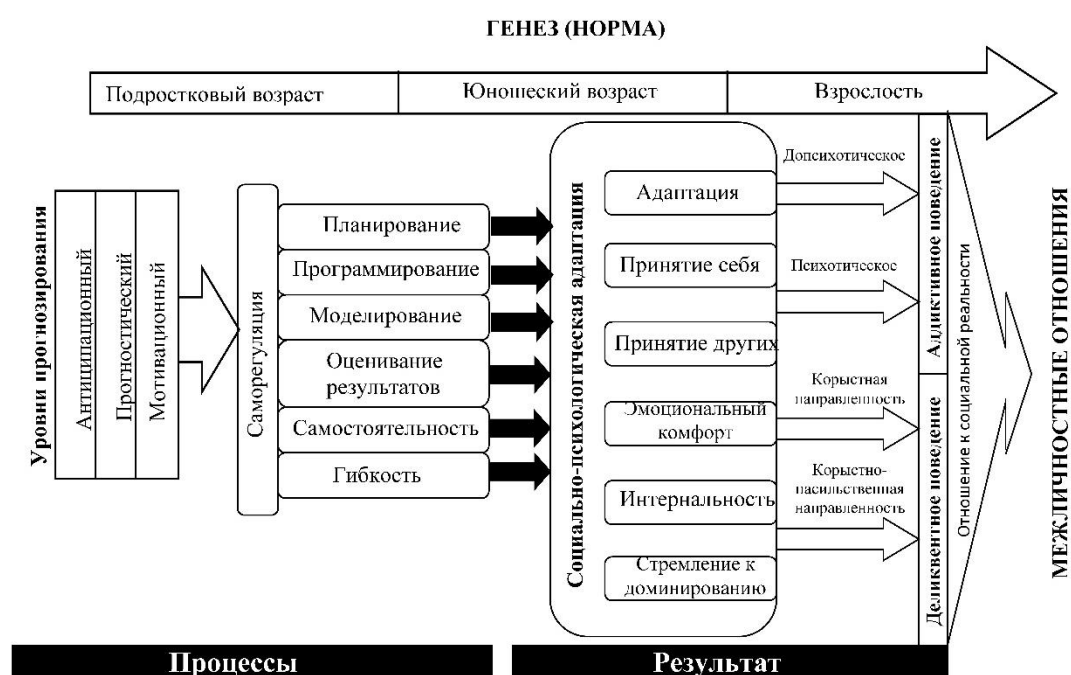 ГЕНЕЗ (НОРМА)
Подростковый возраст
Юношеский возраст
Взрослость
Уровни прогнозирования
Антиципационный
Прогностический
Мотивационный
Саморегуляция
Планирование
Программирование
Моделирование
Оценивание
результатов
Самостоятельность
Гибкость
Социально-психологическая адаптация
Адаптация
Принятие себя
Принятие других
Эмоциональный
комфорт
Интернальность
Стремление к
доминированию
Допсихотическое
Психотическое
Корыстная
направленность
Корыстно-
насильственная
направленность
Аддиктивное поведение
Деликвентное поведение
Отношение к социальной реальности
МЕЖЛИЧНОСТНЫЕ ОТНОШЕНИЯ
Процессы
Результат